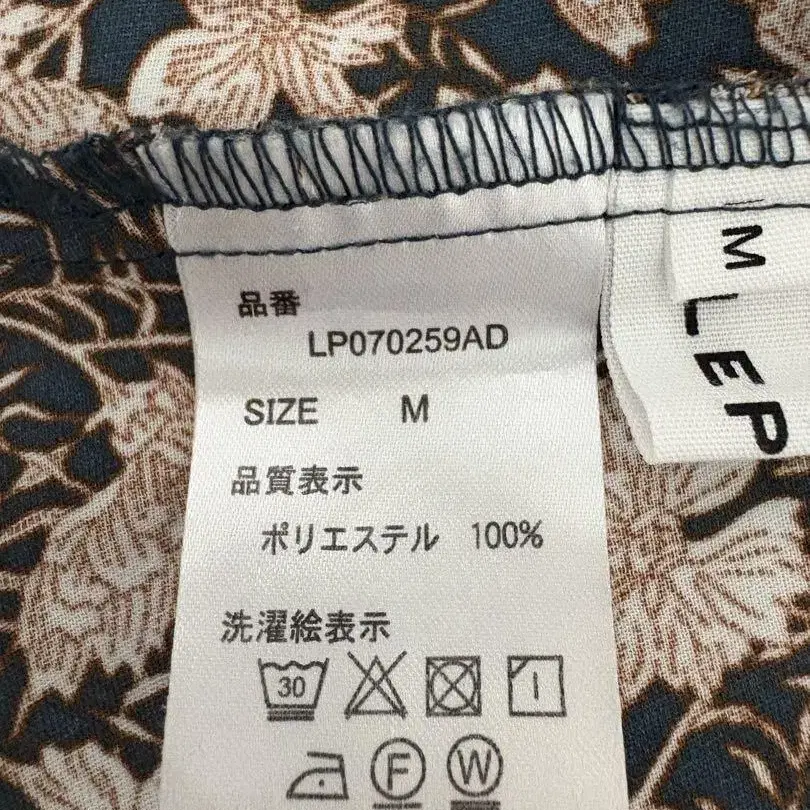 品番
LP070259AD
SIZE M
品質表示
ポリエステル 100%
洗濯絵表示
30
F
W
M
LEP